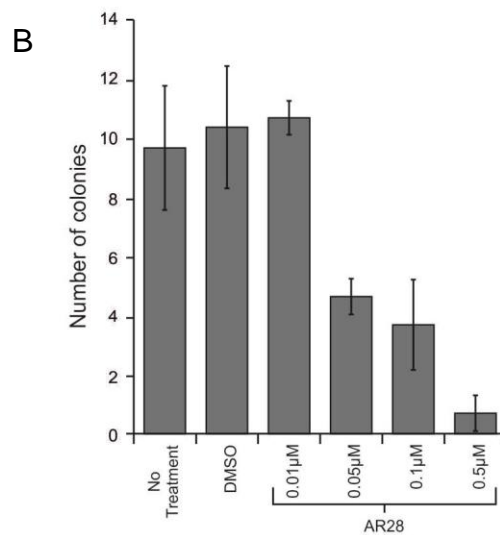 B
14
12
10
8
6
4
2
0
Number of colonies
No
Treatment
DMSO
0.01µM
0.05µM
0.1µM
0.5µM
AR28